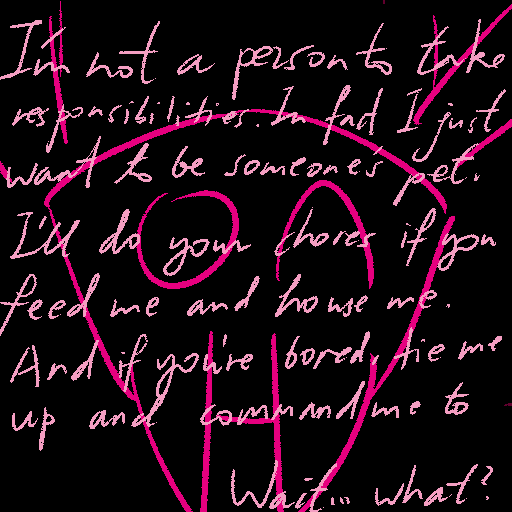 I'm not a person to take
responsibilities. In fact I just
want to be someone's pet.
I'll do your chores if you
feed me and house me.
And if you're bored, tie me
up and command me to
Wait... what?